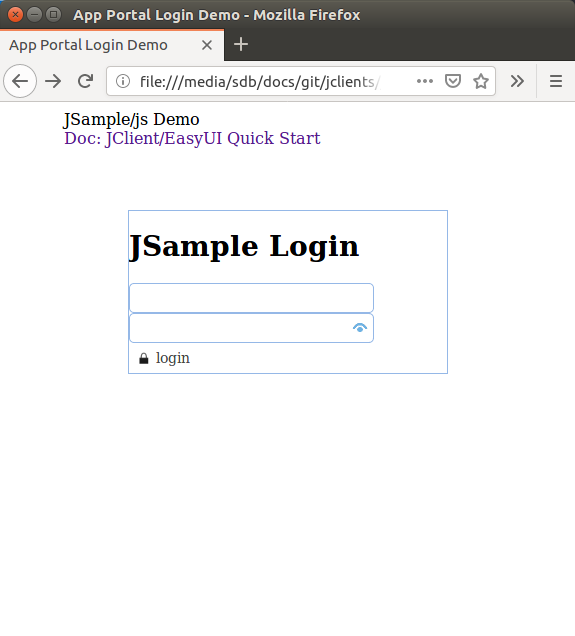 App Portal Login Demo - Mozilla Firefox
App Portal Login Demo
file:///media/sdb/docs/git/jclients/
JSample/js Demo
Doc: JClient/EasyUI Quick Start
JSample Login
login